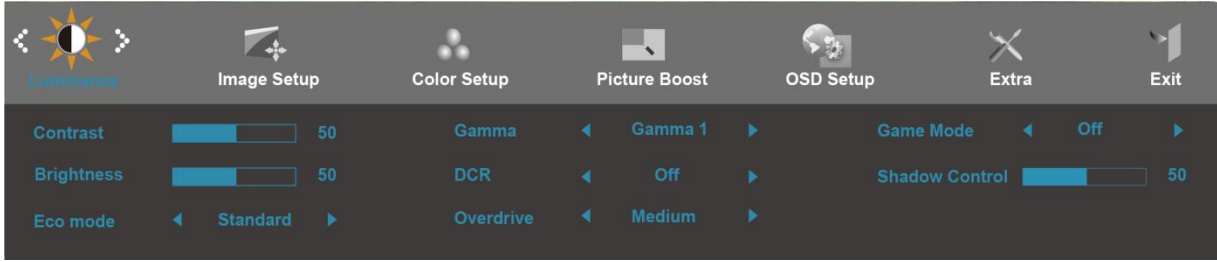 Luminance
Image Setup
Color Setup
Picture Boost
OSD Setup
Extra
Exit
Contrast 50 Gamma Gamma 1 Game Mode Off
Brightness 50 DCR Off Shadow Control 50
Eco mode Standard Overdrive Medium